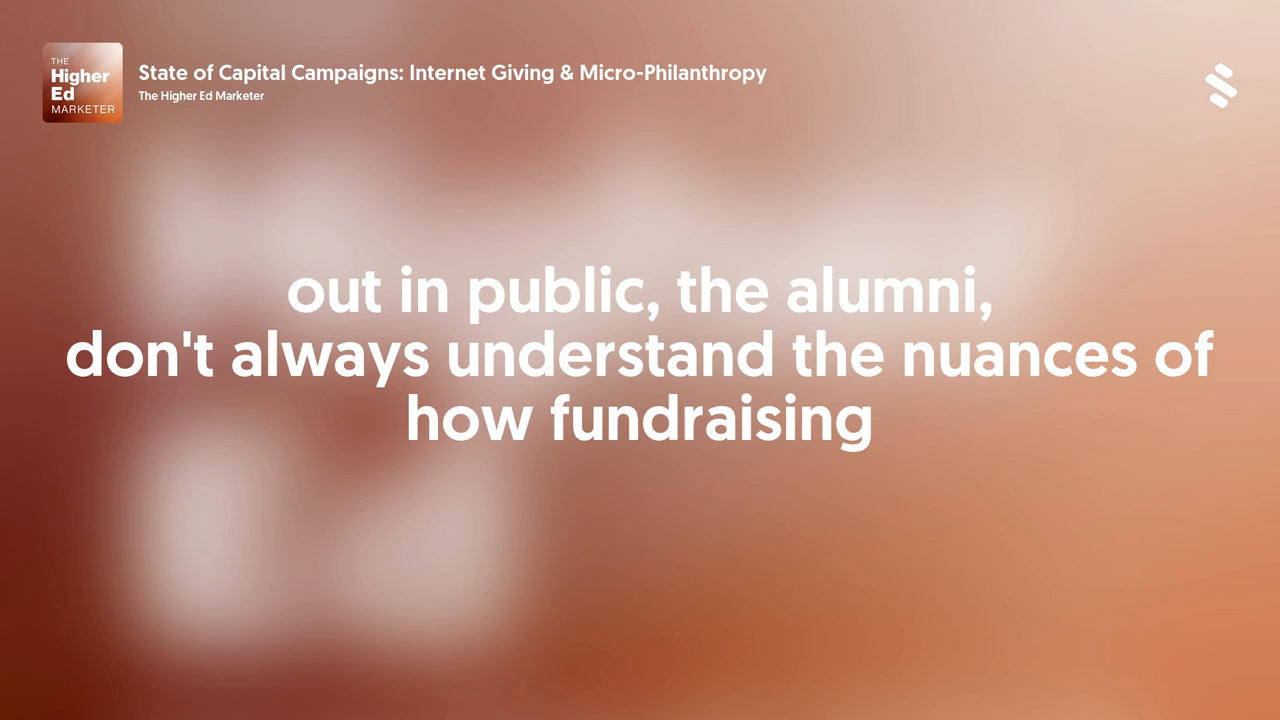 THE
Higher
Ed
MARKETER
State of Capital Campaigns: Internet Giving & Micro-Philanthropy
The Higher Ed Marketer
out in public, the alumni,
don't always understand the nuances of
how fundraising